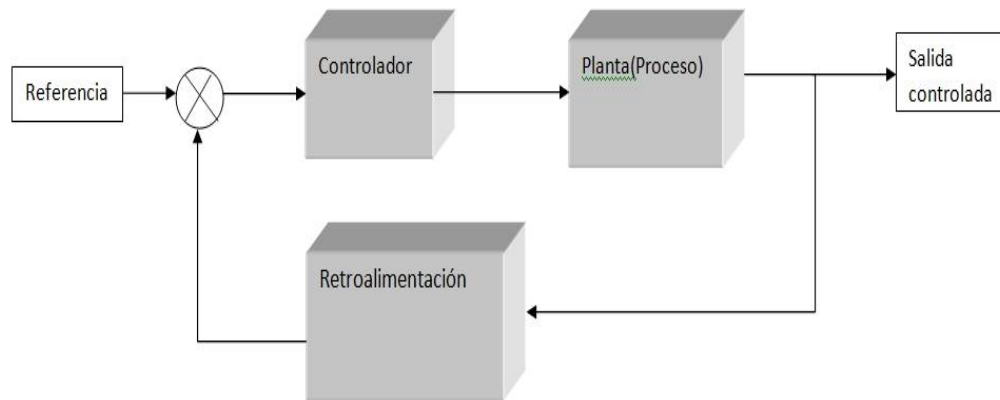 Referencia
Controlador
Planta(Proceso)
Salida
controlada
Retroalimentación